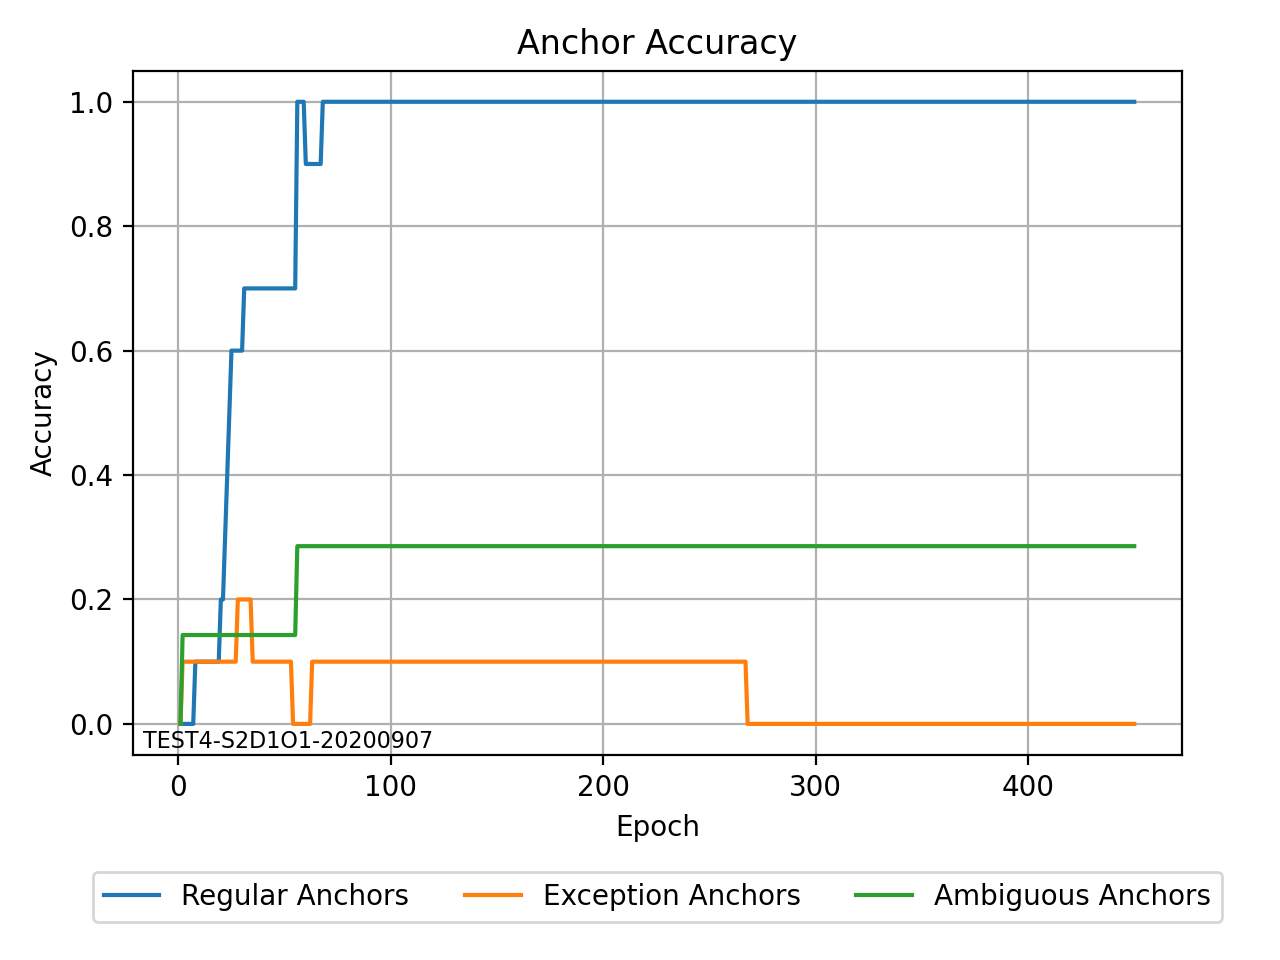 Anchor Accuracy
1.0
0.8
0.6
0.4
0.2
0.0
Accuracy
TEST4-S2D1O1-20200907
0 100 200 300 400
Epoch
Regular Anchors Exception Anchors Ambiguous Anchors